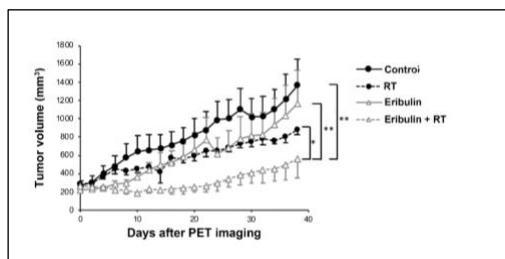 1800
1600
1400
1200
1000
800
600
400
200
0
Tumor volume (mm³)
0 10 20 30 40
Days after PET imaging
Control
RT
Eribulin
Eribulin + RT
*
**
**